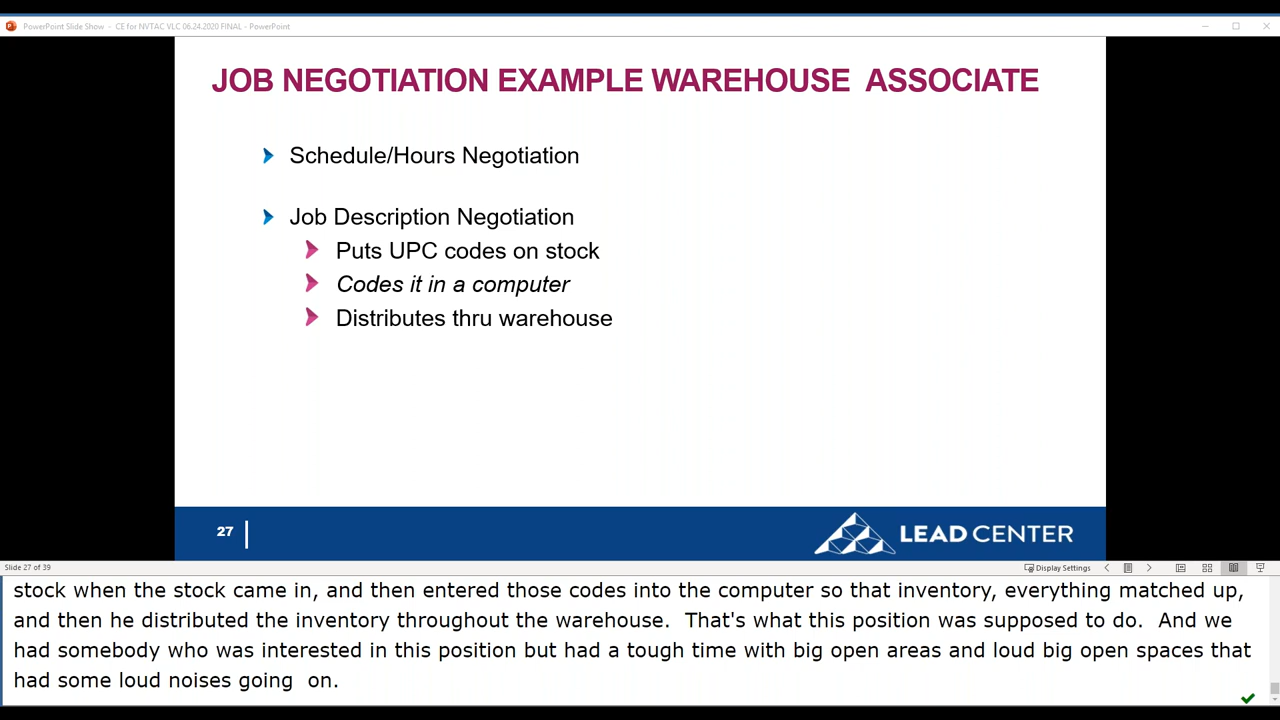 PowerPoint Slide Show - CE for NVTAC VLC 06.24.2020 FINAL - PowerPoint
JOB NEGOTIATION EXAMPLE WAREHOUSE ASSOCIATE
Schedule/Hours Negotiation
Job Description Negotiation
Puts UPC codes on stock
Codes it in a computer
Distributes thru warehouse
27
LEAD CENTER
Slide 27 of 39
Display Settings
stock when the stock came in, and then entered those codes into the computer so that inventory, everything matched up,
and then he distributed the inventory throughout the warehouse. That's what this position was supposed to do. And we
had somebody who was interested in this position but had a tough time with big open areas and loud big open spaces that
had some loud noises going on.